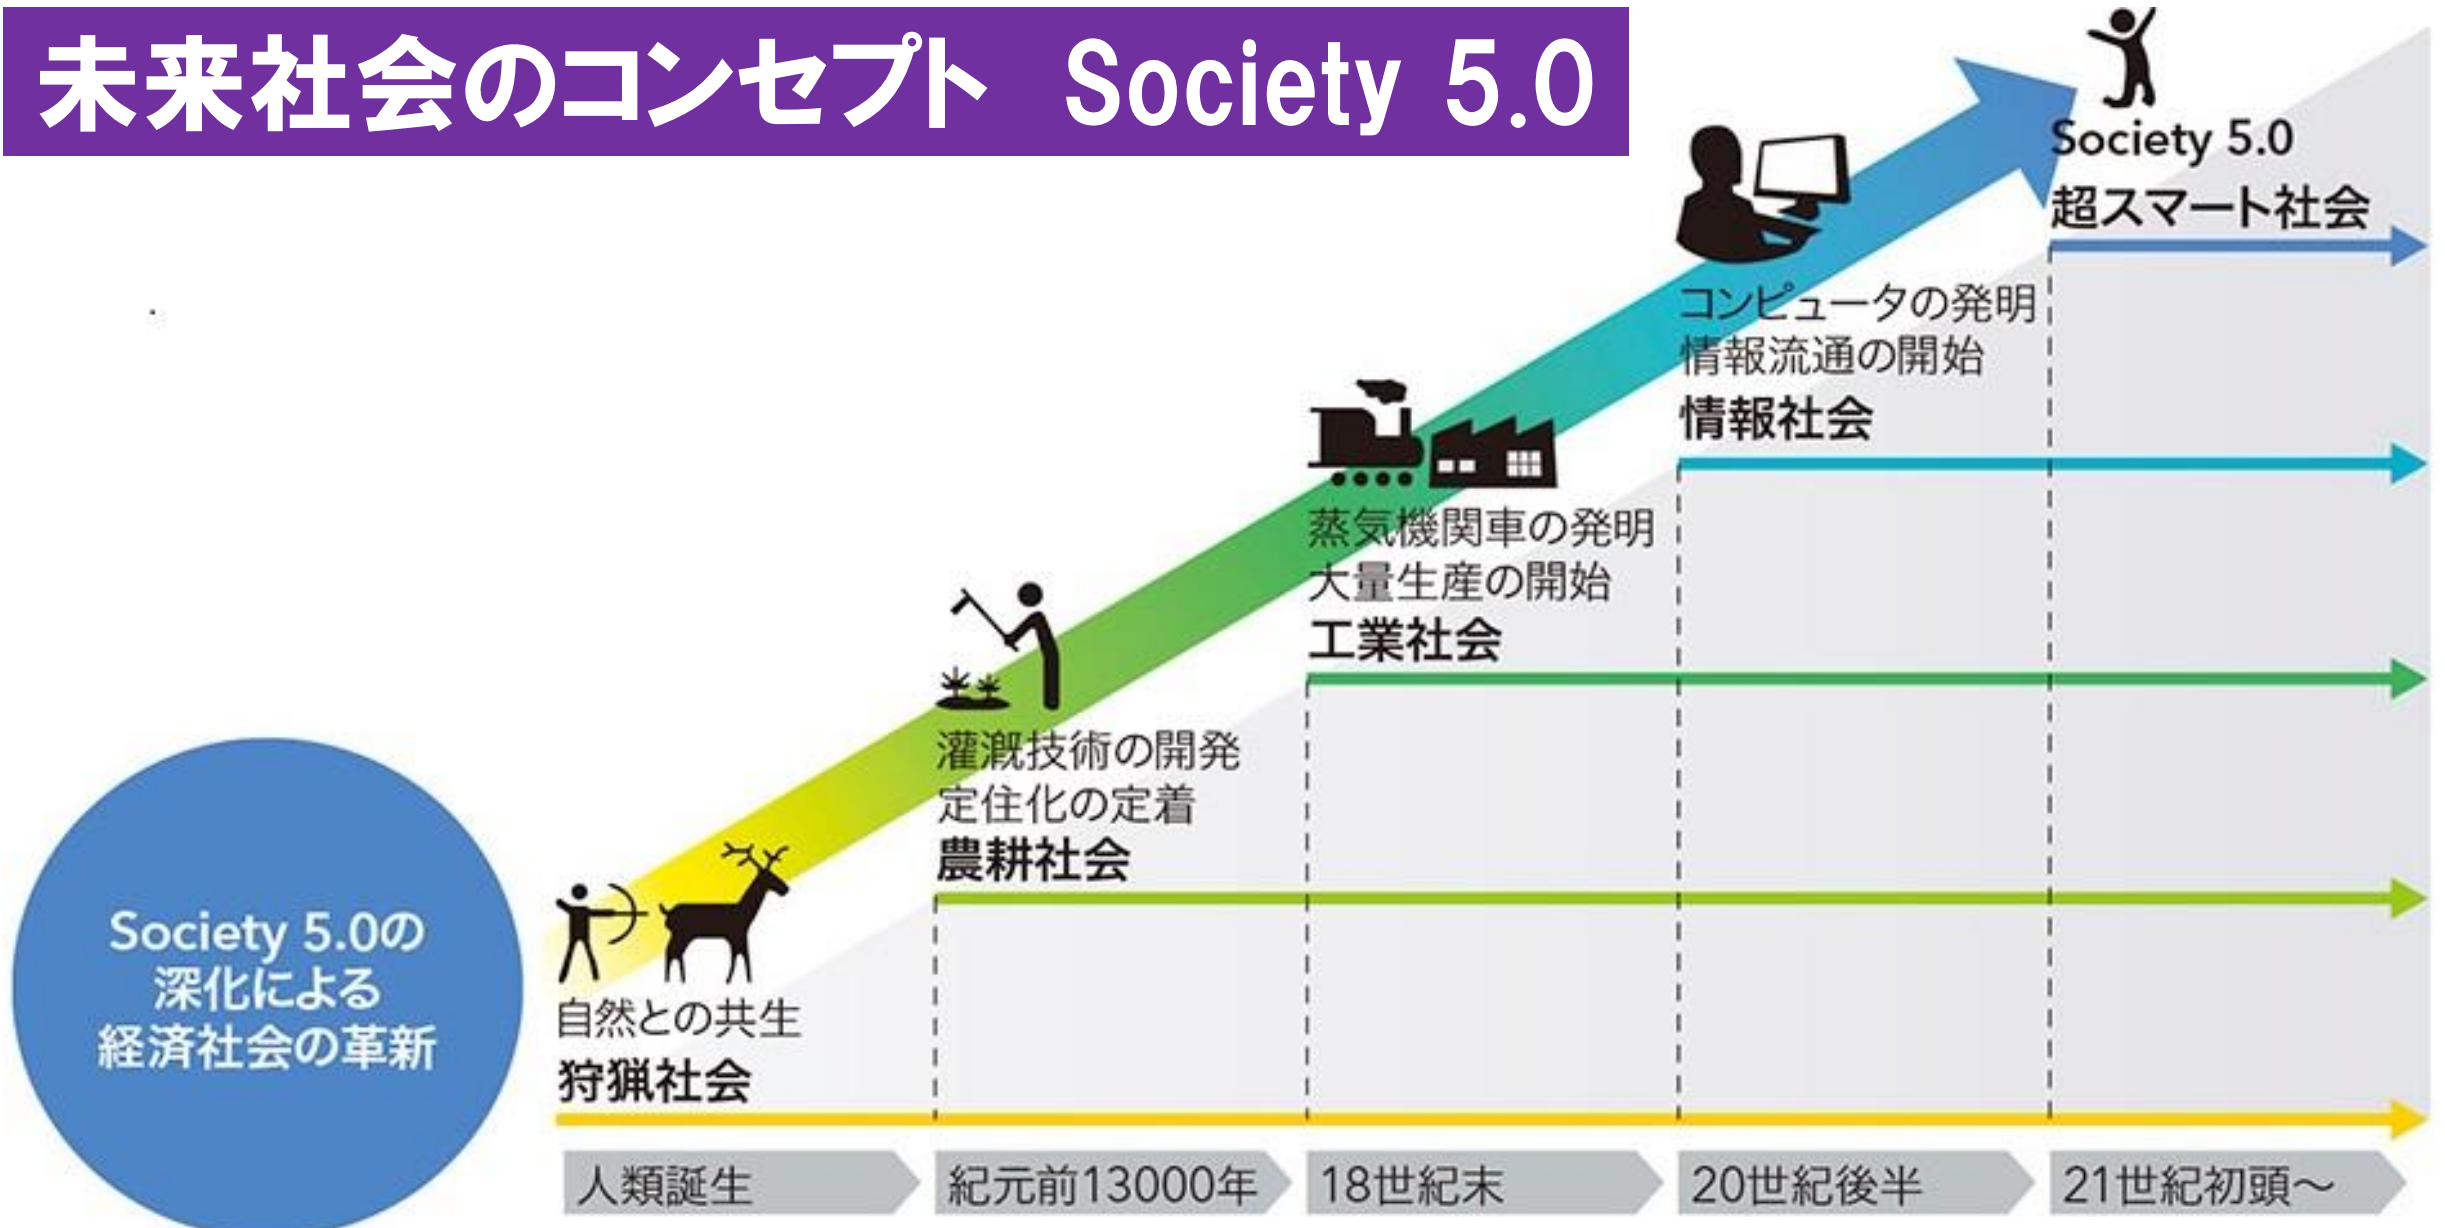 未来社会のコンセプト Society 5.0
Society 5.0
超スマート社会
コンピュータの発明
情報流通の開始
情報社会
蒸気機関車の発明
大量生産の開始
工業社会
灌漑技術の開発
定住化の定着
農耕社会
自然との共生
狩猟社会
Society 5.0の
深化による
経済社会の革新
人類誕生
紀元前13000年
18世紀末
20世紀後半
21世紀初頭～